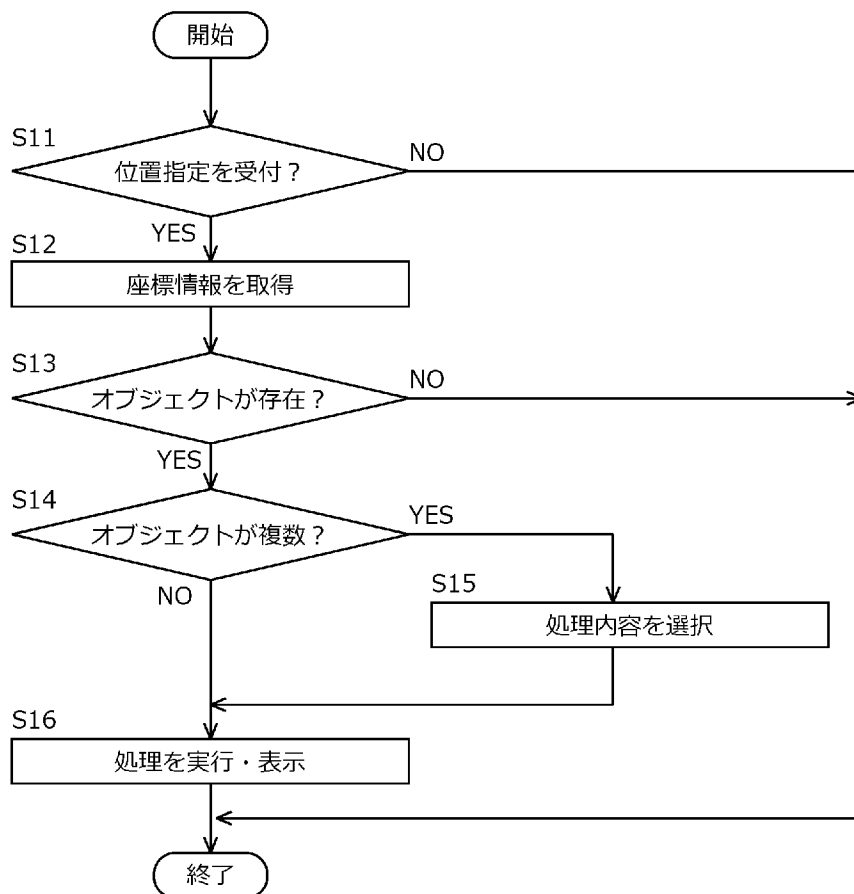 開始
S11
位置指定を受付？
NO
YES
S12
座標情報を取得
S13
オブジェクトが存在？
NO
YES
S14
オブジェクトが複数？
YES
NO
S15
処理内容を選択
S16
処理を実行・表示
終了